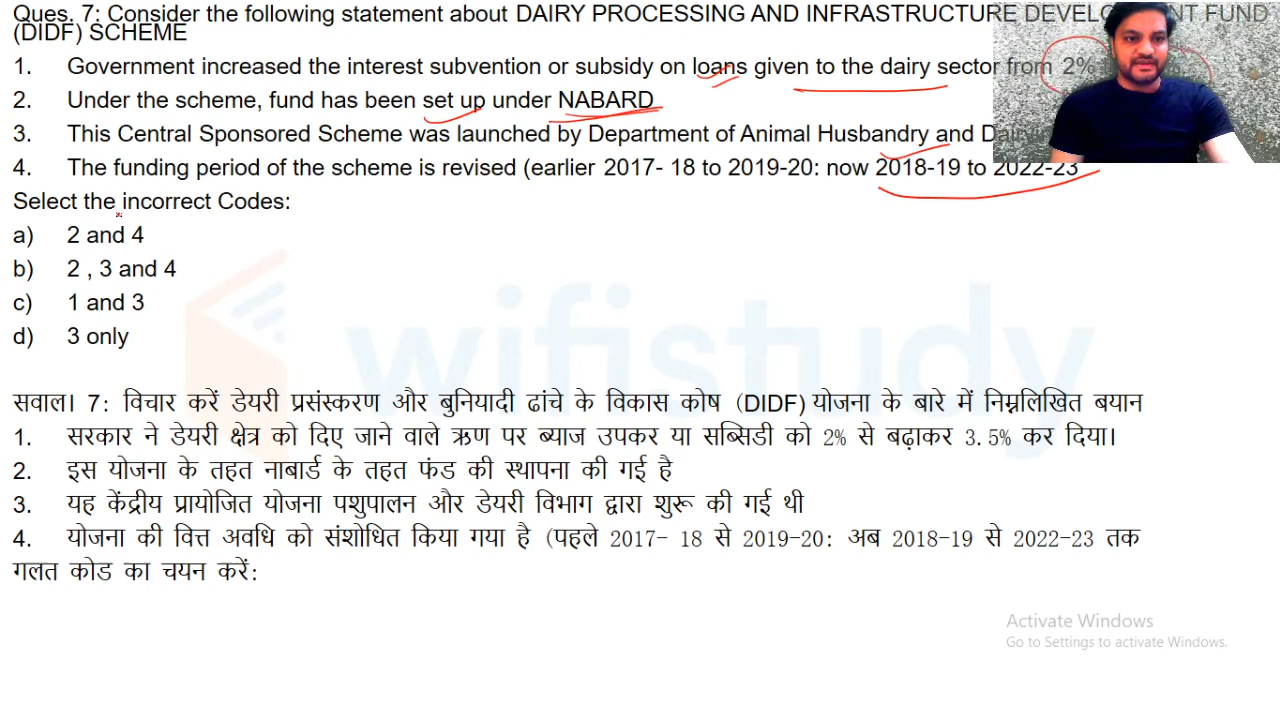 Ques. 7: Consider the following statement about DAIRY PROCESSING AND INFRASTRUCTURE DEVELOPMENT FUND
(DIDF) SCHEME
1. Government increased the interest subvention or subsidy on loans given to the dairy sector from 2%
2. Under the scheme, fund has been set up under NABARD
3. This Central Sponsored Scheme was launched by Department of Animal Husbandry and
4. The funding period of the scheme is revised (earlier 2017- 18 to 2019-20: now 2018-19 to 2022-23
Select the incorrect Codes:
a) 2 and 4
b) 2 , 3 and 4
c) 1 and 3
d) 3 only
wifistudy
सवाल। 7: विचार करें डेयरी प्रसंस्करण और बुनियादी ढांचे के विकास कोष (DIDF) योजना के बारे में निम्नलिखित बयान
1. सरकार ने डेयरी क्षेत्र को दिए जाने वाले ऋण पर ब्याज उपकर या सब्सिडी को 2% से बढ़ाकर 3.5% कर दिया।
2. इस योजना के तहत नाबार्ड के तहत फंड की स्थापना की गई है
3. यह केंद्रीय प्रायोजित योजना पशुपालन और डेयरी विभाग द्वारा शुरू की गई थी
4. योजना की वित्त अवधि को संशोधित किया गया है (पहले 2017- 18 से 2019-20: अब 2018-19 से 2022-23 तक
गलत कोड का चयन करें:
Activate Windows
Go to Settings to activate Windows.